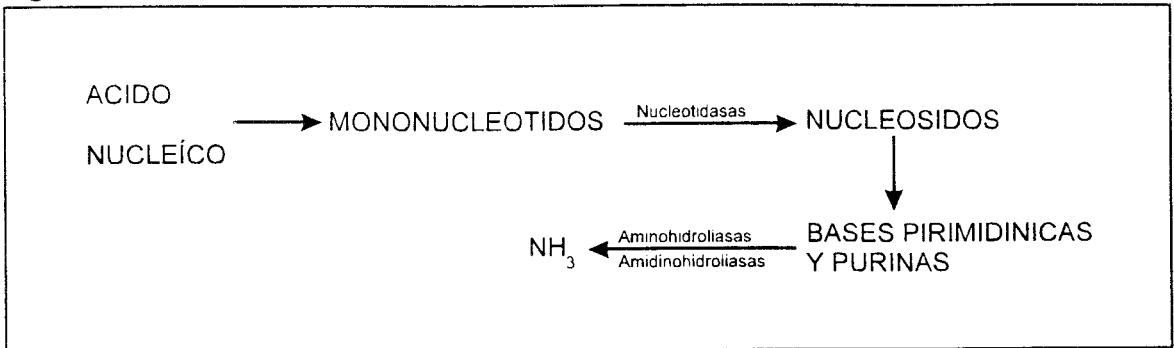 ACIDO
NUCLEÍCO
MONONUCLEOTIDOS
Nucleotidasas
NUCLEOSIDOS
BASES PIRIMIDINICAS
Y PURINAS
Aminohidroliasas
Amidinohidroliasas
NH₃